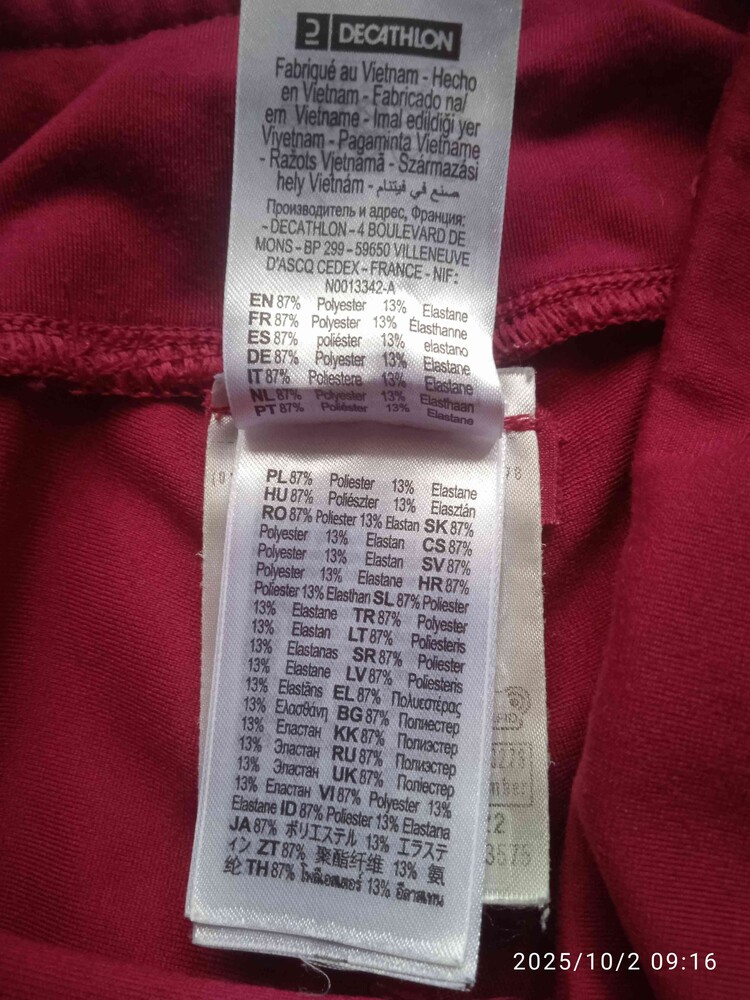 DECATHLON
Fabriqué au Vietnam - Hecho
en Vietnam - Fabricado na/
em Vietname - Imal edildiği yer
Viyetnam - Pagaminta Vietname
- Ražots Vjetnāmā - Származási
hely Vietnám - صنع في فيتنام
Производитель и адрес, Франция:
- DECATHLON - 4 BOULEVARD DE
MONS - BP 299 - 59650 VILLENEUVE
D'ASCQ CEDEX - FRANCE - NIF:
N0013342-A
EN 87% Polyester 13% Elastane
FR 87% Polyester 13% Élasthanne
ES 87% poliéster 13% elastano
DE 87% Polyester 13% Elastane
IT 87% Poliestere 13% Elastane
NL 87% Polyester 13% Elasthaan
PT 87% Poliéster 13% Elastane
PL 87% Poliester 13% Elastane
HU 87% Poliészter 13% Elasztán
RO 87% Poliester 13% Elastan SK 87%
Polyester 13% Elastan CS 87%
Polyester 13% Elastan SV 87%
Polyester 13% Elastane HR 87%
Poliester 13% Elasthan SL 87% Poliester
13% Elastane TR 87% Polyester
13% Elastan LT 87% Poliesteris
13% Elastanas SR 87% Poliester
13% Elastane LV 87% Poliesteris
13% Elastāns EL 87% Πολυεστέρας
13% Ελασθάνη BG 87% Полиестер
13% Еластан KK 87% Полиэстер
13% Эластан RU 87% Полиэстер
13% Эластан UK 87% Поліестер
13% Еластан VI 87% Polyester 13%
Elastane ID 87% Poliester 13% Elastana
JA 87% ポリエステル 13% エラステ
イン ZT 87% 聚酯纤维 13% 氨
纶 TH 87% โพลีเอสเตอร์ 13% อีลาสเทน
22
3575
2025/10/2 09:16